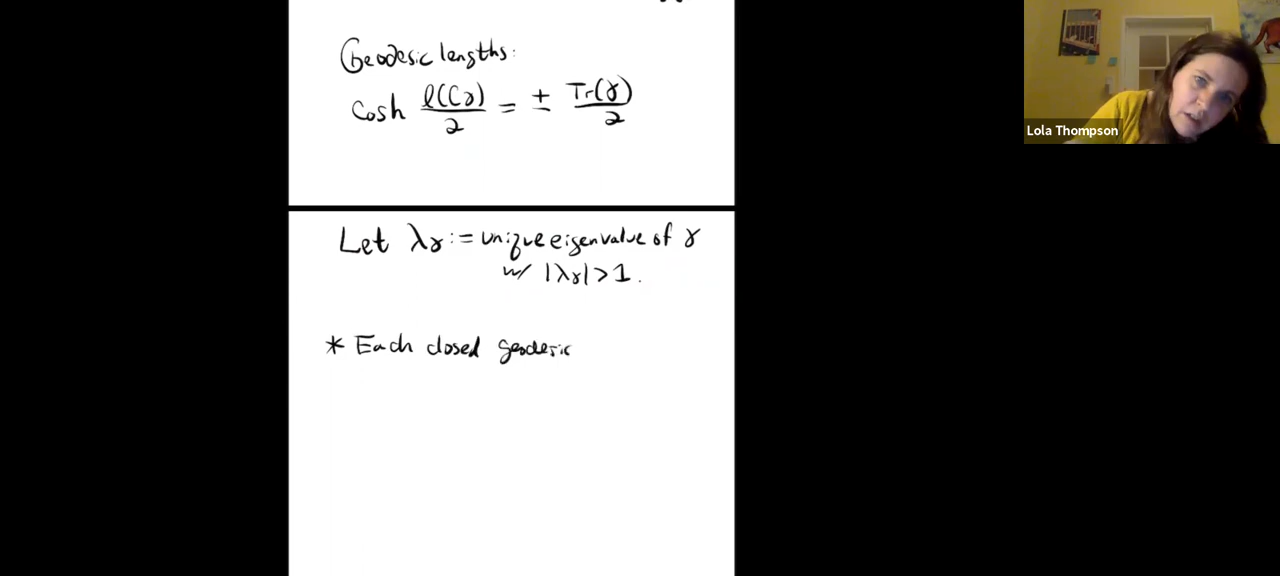 Geodesic lengths:
cosh ℓ(Cγ)/2 = ± Tr(γ)/2
Let λγ := unique eigenvalue of γ
w/ |λγ| > 1.
* Each closed geodesic
Lola Thompson